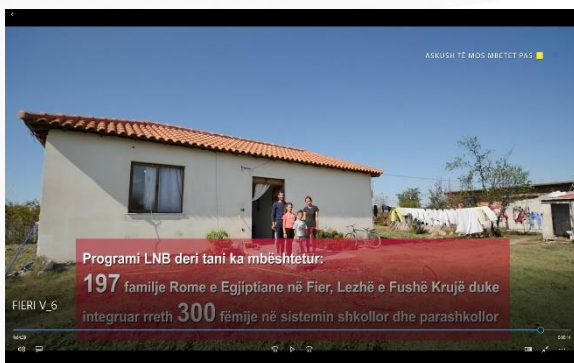 ASKUSH TË MOS MBETET PAS
Programi LNB deri tani ka mbështetur:
197 familje Rome e Egjiptiane në Fier, Lezhë e Fushë Krujë duke
integruar rreth 300 fëmije në sistemin shkollor dhe parashkollor
FIERI V_6